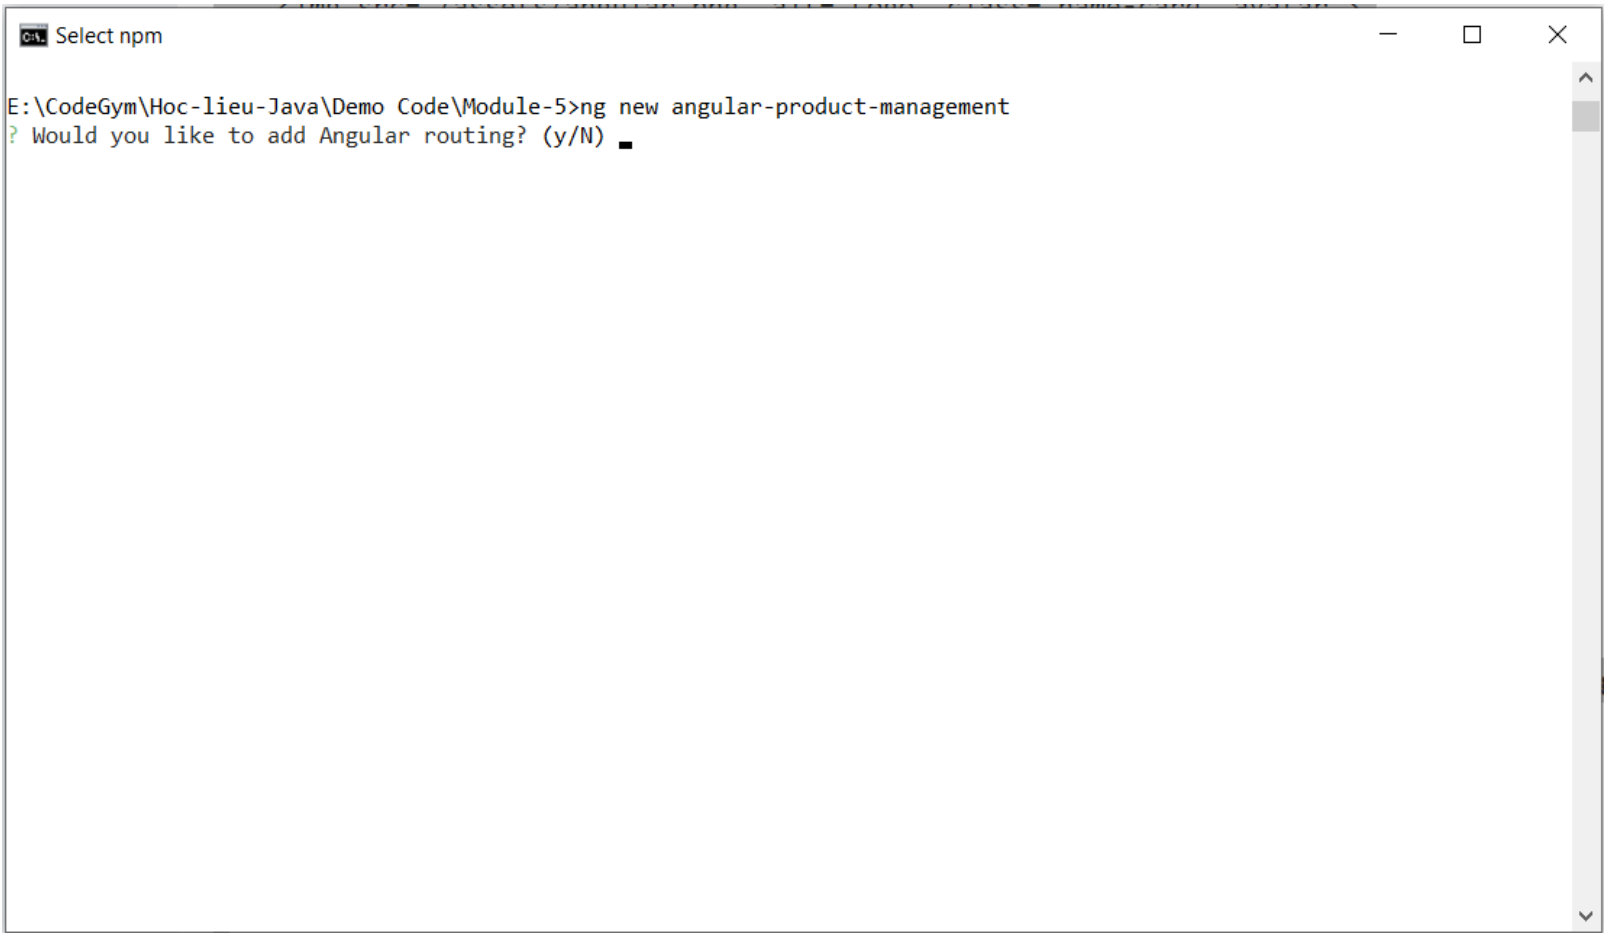 Select npm
E:\CodeGym\Hoc-lieu-Java\Demo Code\Module-5>ng new angular-product-management
? Would you like to add Angular routing? (y/N)